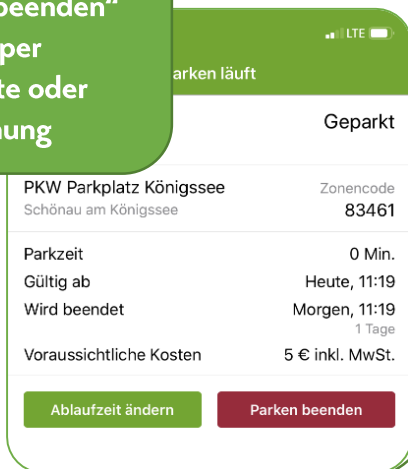 beenden“
per
te oder
nung
LTE
arken läuft
Geparkt
PKW Parkplatz Königssee
Zonencode
Schönau am Königssee
83461
Parkzeit
0 Min.
Gültig ab
Heute, 11:19
Wird beendet
Morgen, 11:19
1 Tage
Voraussichtliche Kosten
5 € inkl. MwSt.
Ablaufzeit ändern
Parken beenden